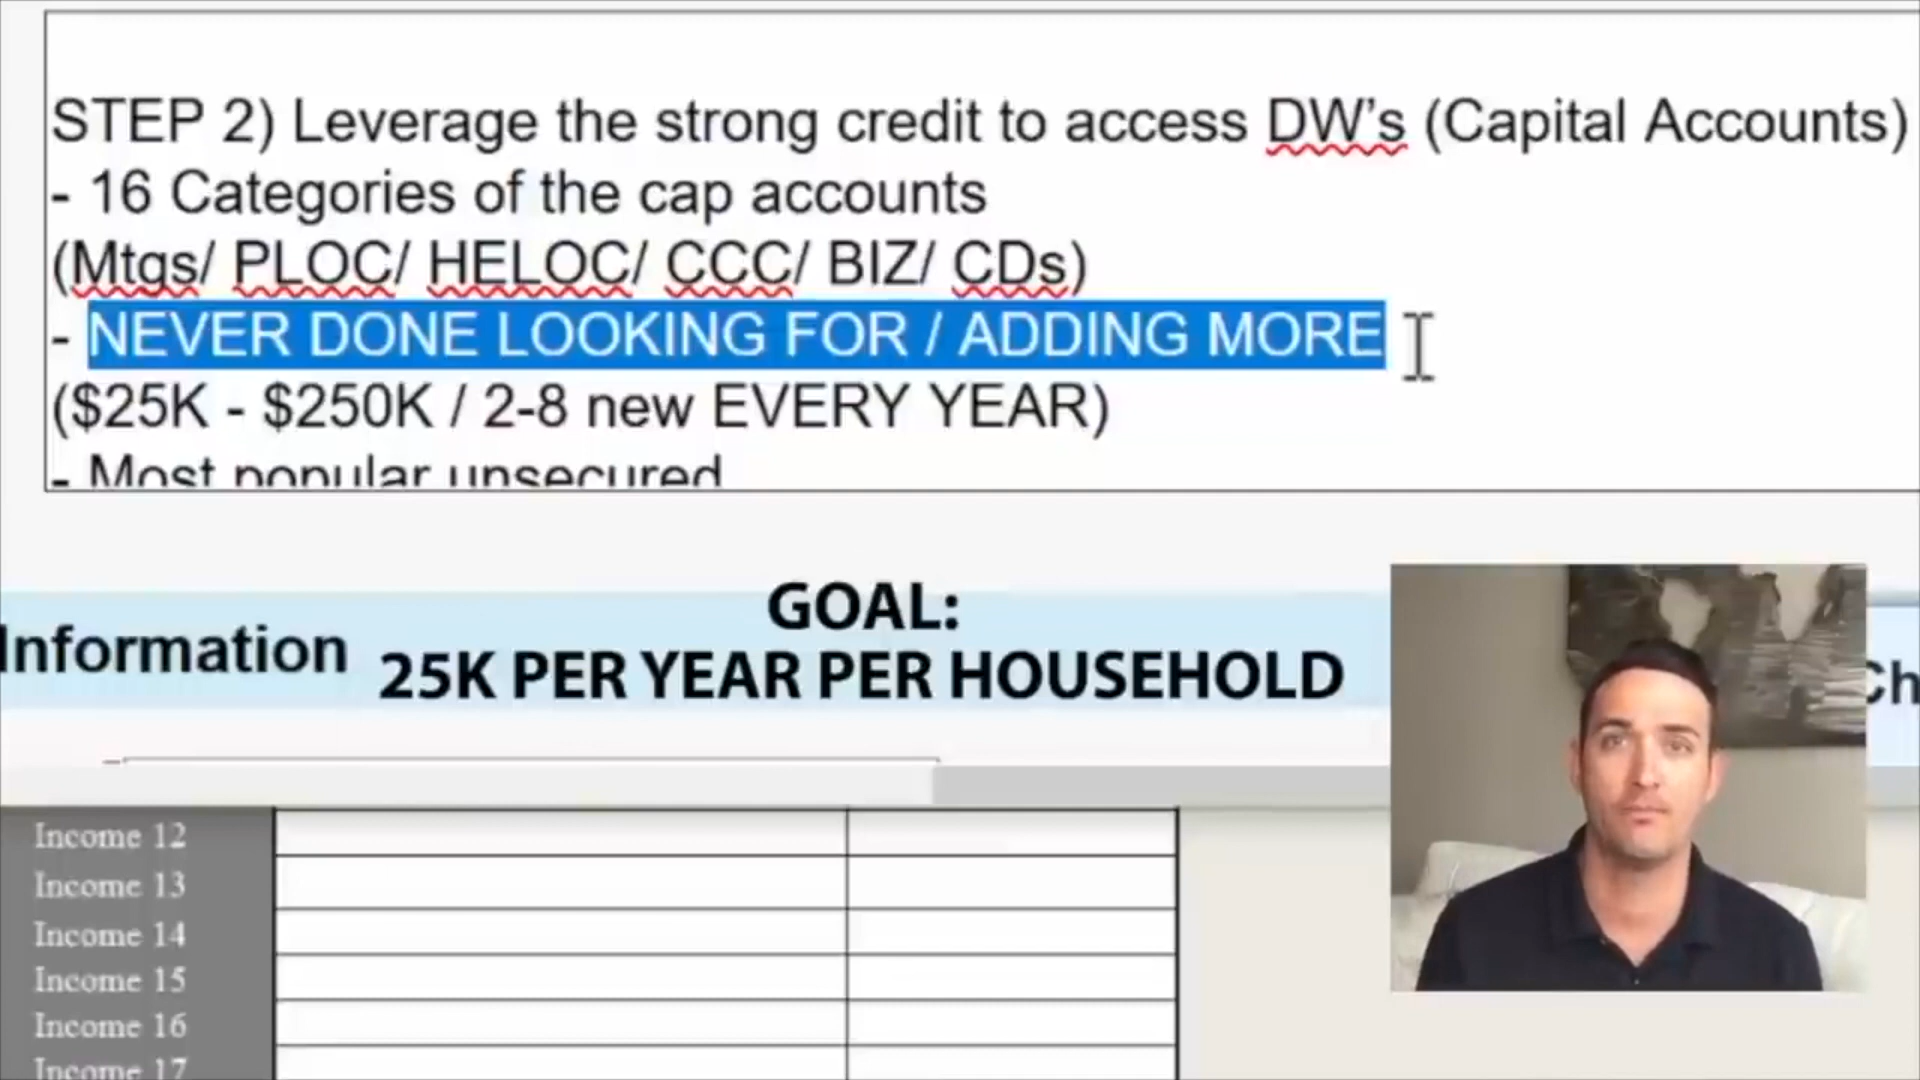 STEP 2) Leverage the strong credit to access DW's (Capital Accounts)
- 16 Categories of the cap accounts
(Mtgs/ PLOC/ HELOC/ CCC/ BIZ/ CDs)
- NEVER DONE LOOKING FOR / ADDING MORE
($25K - $250K / 2-8 new EVERY YEAR)
- Most popular unsecured
GOAL:
Information
25K PER YEAR PER HOUSEHOLD
Ch
Income 12
Income 13
Income 14
Income 15
Income 16
Income 17